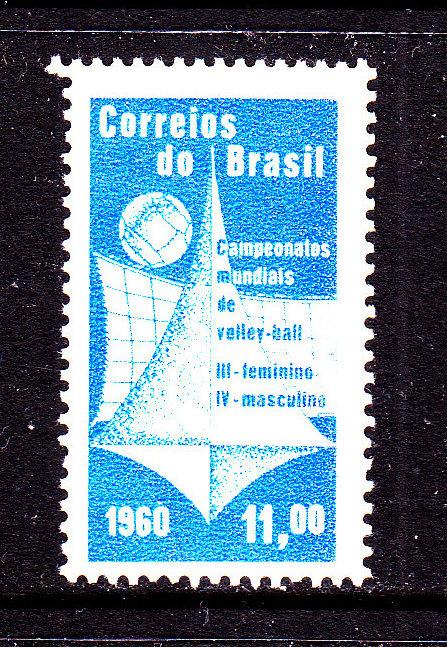 Correios
do Brasil
Campeonatos
mundiais
de
volley-ball
III-feminino
IV-masculino
1960
11,00